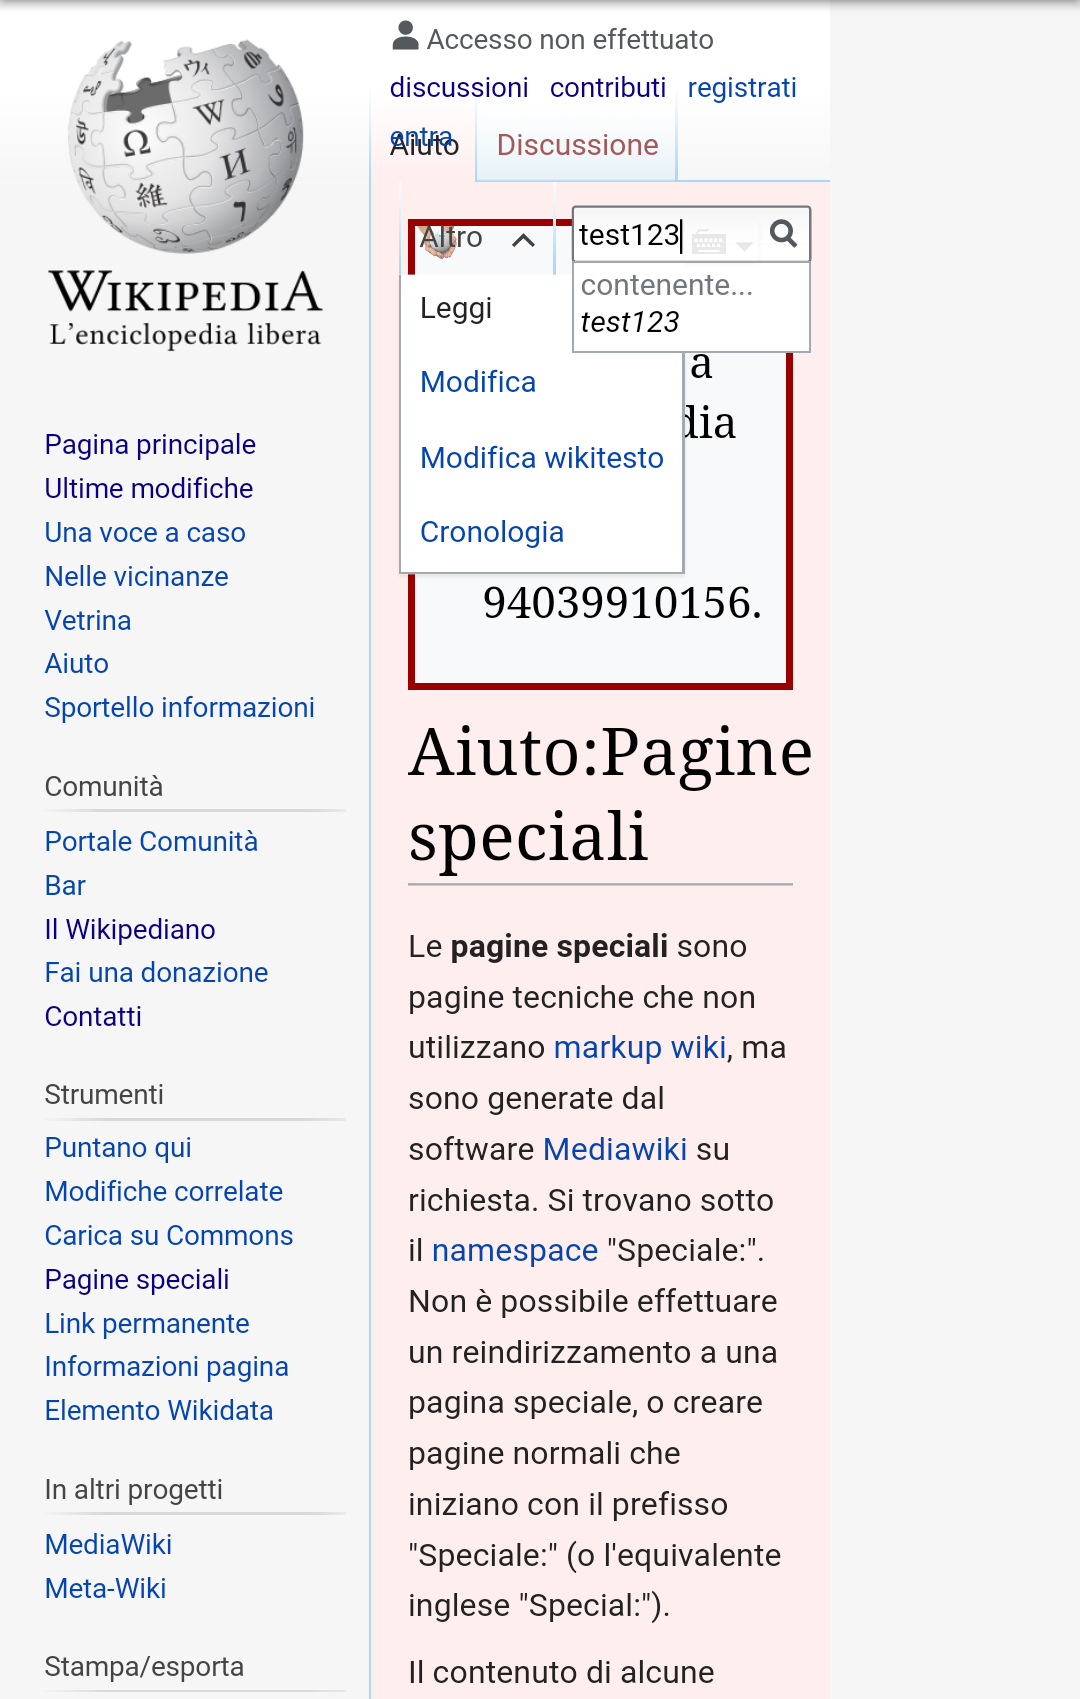 WIKIPEDIA
L'enciclopedia libera
Pagina principale
Ultime modifiche
Una voce a caso
Nelle vicinanze
Vetrina
Aiuto
Sportello informazioni
Comunità
Portale Comunità
Bar
Il Wikipediano
Fai una donazione
Contatti
Strumenti
Puntano qui
Modifiche correlate
Carica su Commons
Pagine speciali
Link permanente
Informazioni pagina
Elemento Wikidata
In altri progetti
MediaWiki
Meta-Wiki
Stampa/esporta
Accesso non effettuato
discussioni contributi registrati
entra
Aiuto Discussione
Altro
test123
contenente...
test123
Leggi
Modifica
Modifica wikitesto
Cronologia
94039910156.
Aiuto:Pagine
speciali
Le pagine speciali sono
pagine tecniche che non
utilizzano markup wiki, ma
sono generate dal
software Mediawiki su
richiesta. Si trovano sotto
il namespace "Speciale:".
Non è possibile effettuare
un reindirizzamento a una
pagina speciale, o creare
pagine normali che
iniziano con il prefisso
"Speciale:" (o l'equivalente
inglese "Special:").
Il contenuto di alcune